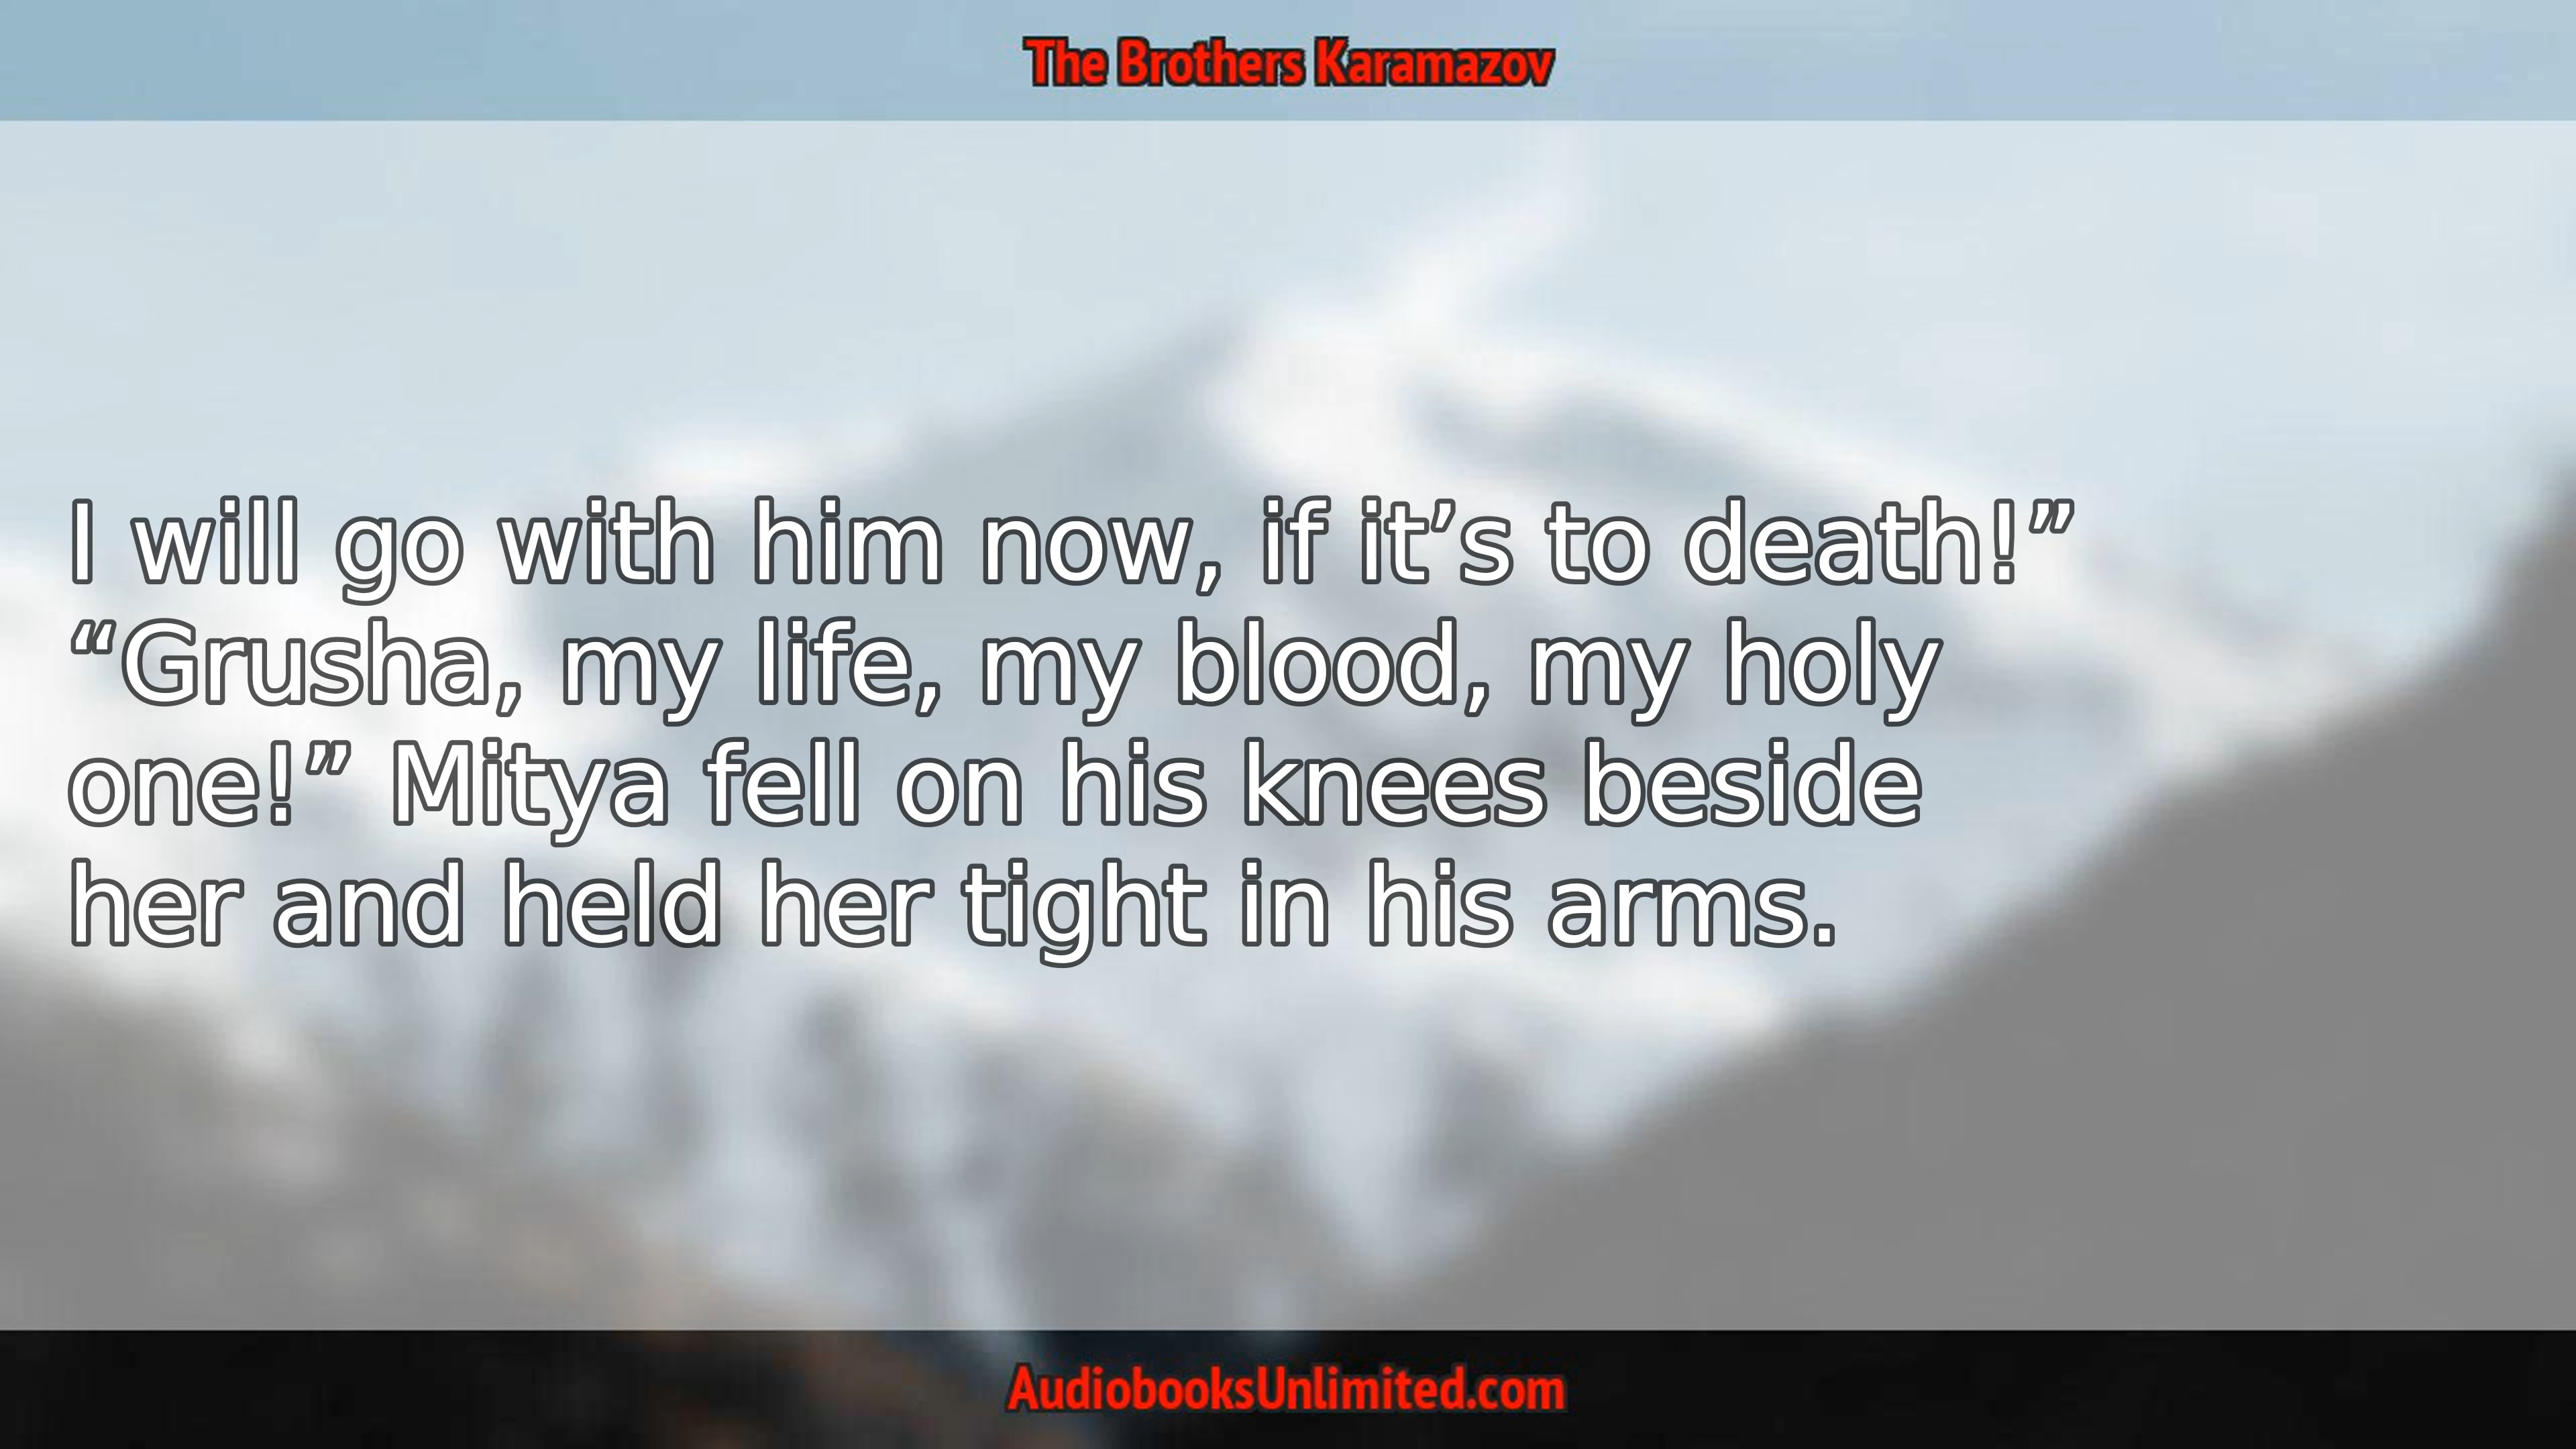 The Brothers Karamazov
I will go with him now, if it’s to death!”
“Grusha, my life, my blood, my holy
one!” Mitya fell on his knees beside
her and held her tight in his arms.
AudiobooksUnlimited.com